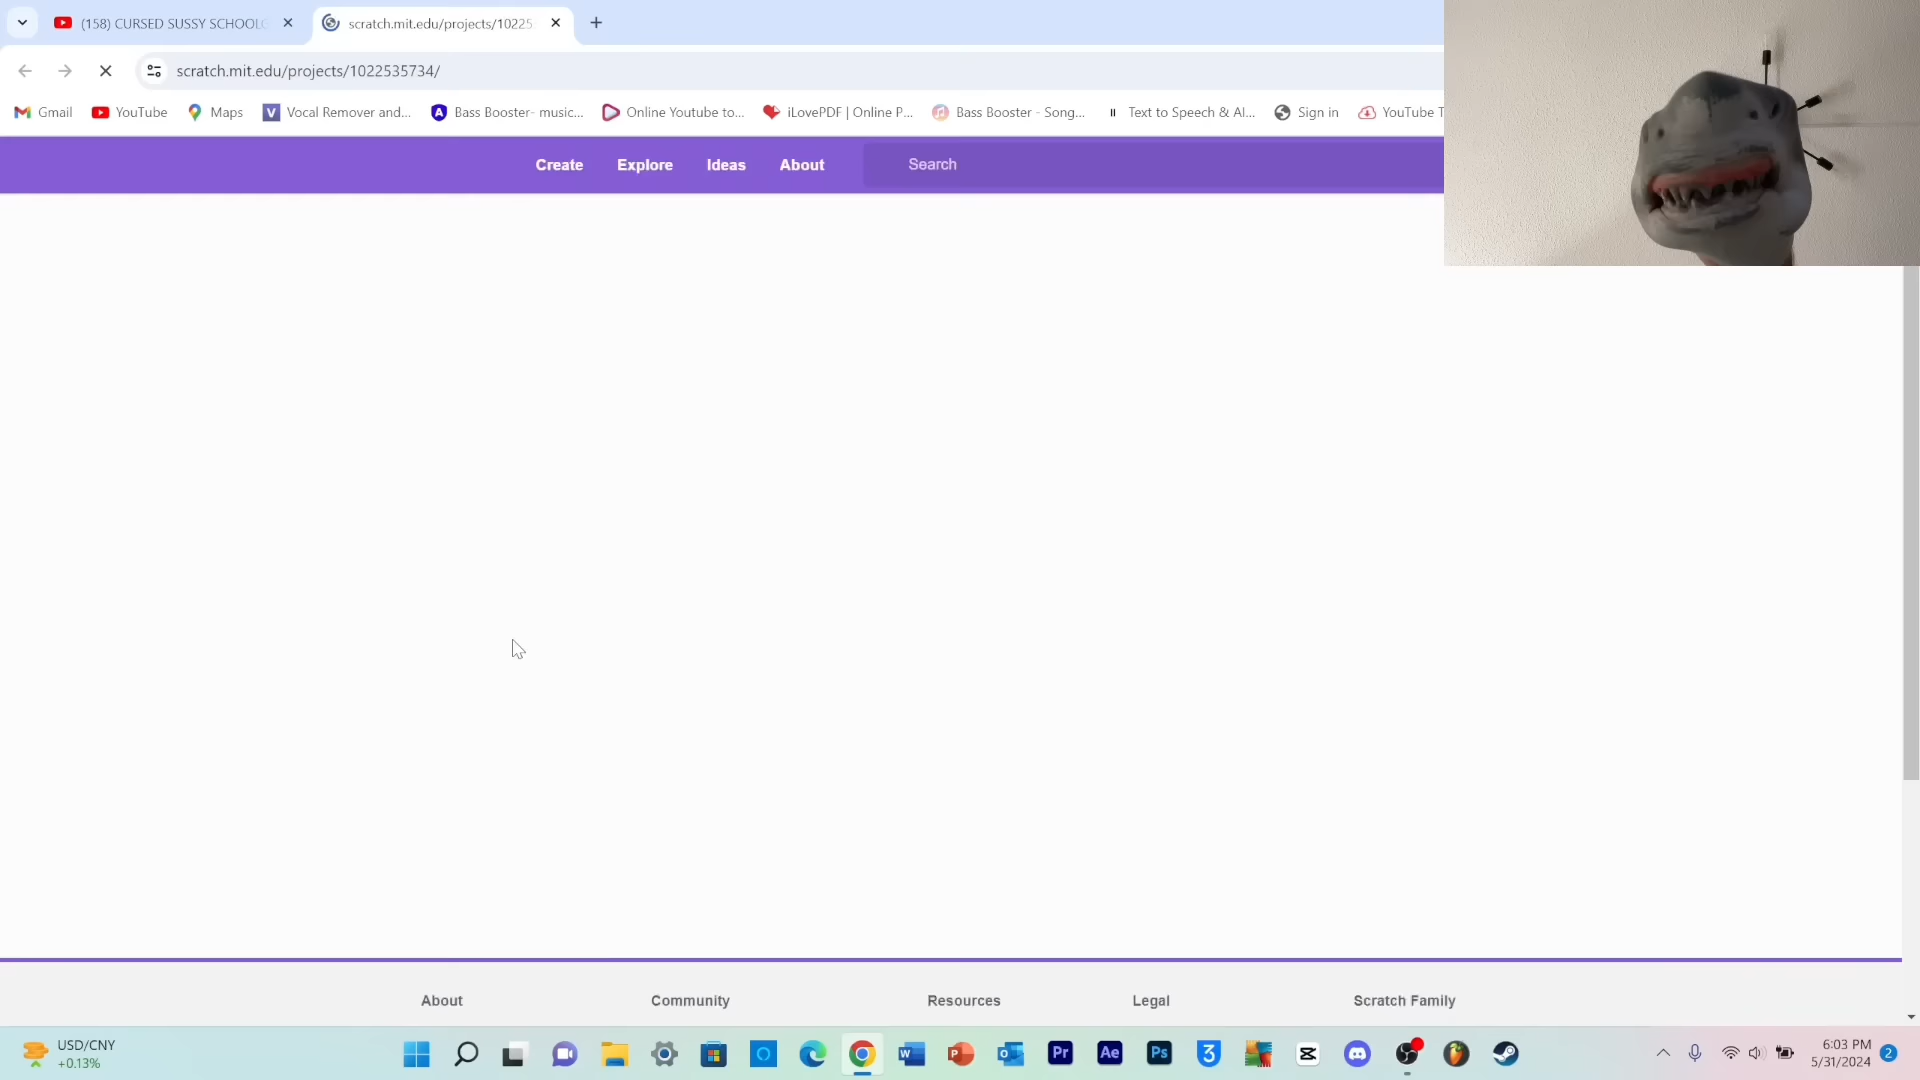 (158) CURSED SUSSY SCHOOLG
scratch.mit.edu/projects/10225
scratch.mit.edu/projects/1022535734/
Gmail
YouTube
Maps
Vocal Remover and...
Bass Booster- music...
Online Youtube to...
iLovePDF | Online P...
Bass Booster - Song...
Text to Speech & AI...
Sign in
YouTube T
Create
Explore
Ideas
About
Search
About
Community
Resources
Legal
Scratch Family
USD/CNY
+0.13%
6:03 PM
5/31/2024
2